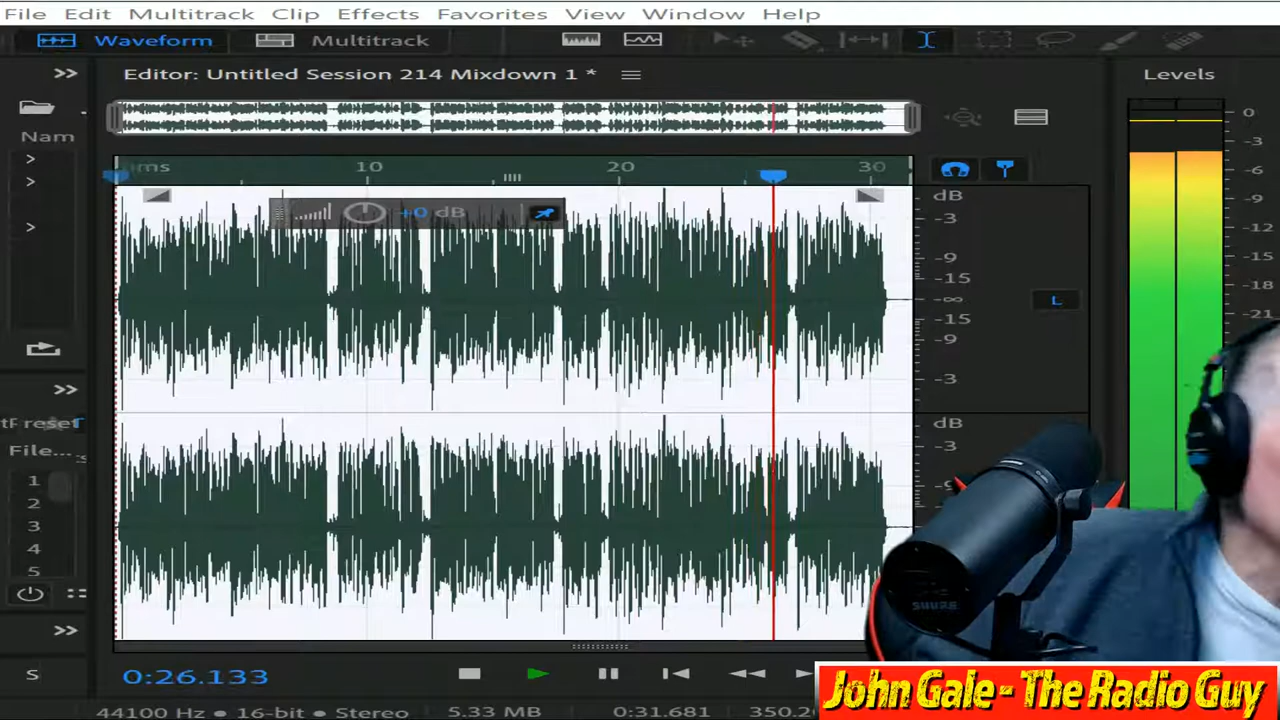 File Edit Multitrack Clip Effects Favorites View Window Help
Waveform Multitrack
Editor: Untitled Session 214 Mixdown 1 *
Levels
Nam
ms 10 20 30
+0 dB
dB
-3
-9
-15
-∞
-15
-9
-3
dB
-3
L
0
-3
-6
-9
-12
-15
-18
-21
reset
File...
1
2
3
4
5
S
SHURE
0:26.133
44100 Hz ● 16-bit ● Stereo 5.33 MB 0:31.681
John Gale - The Radio Guy